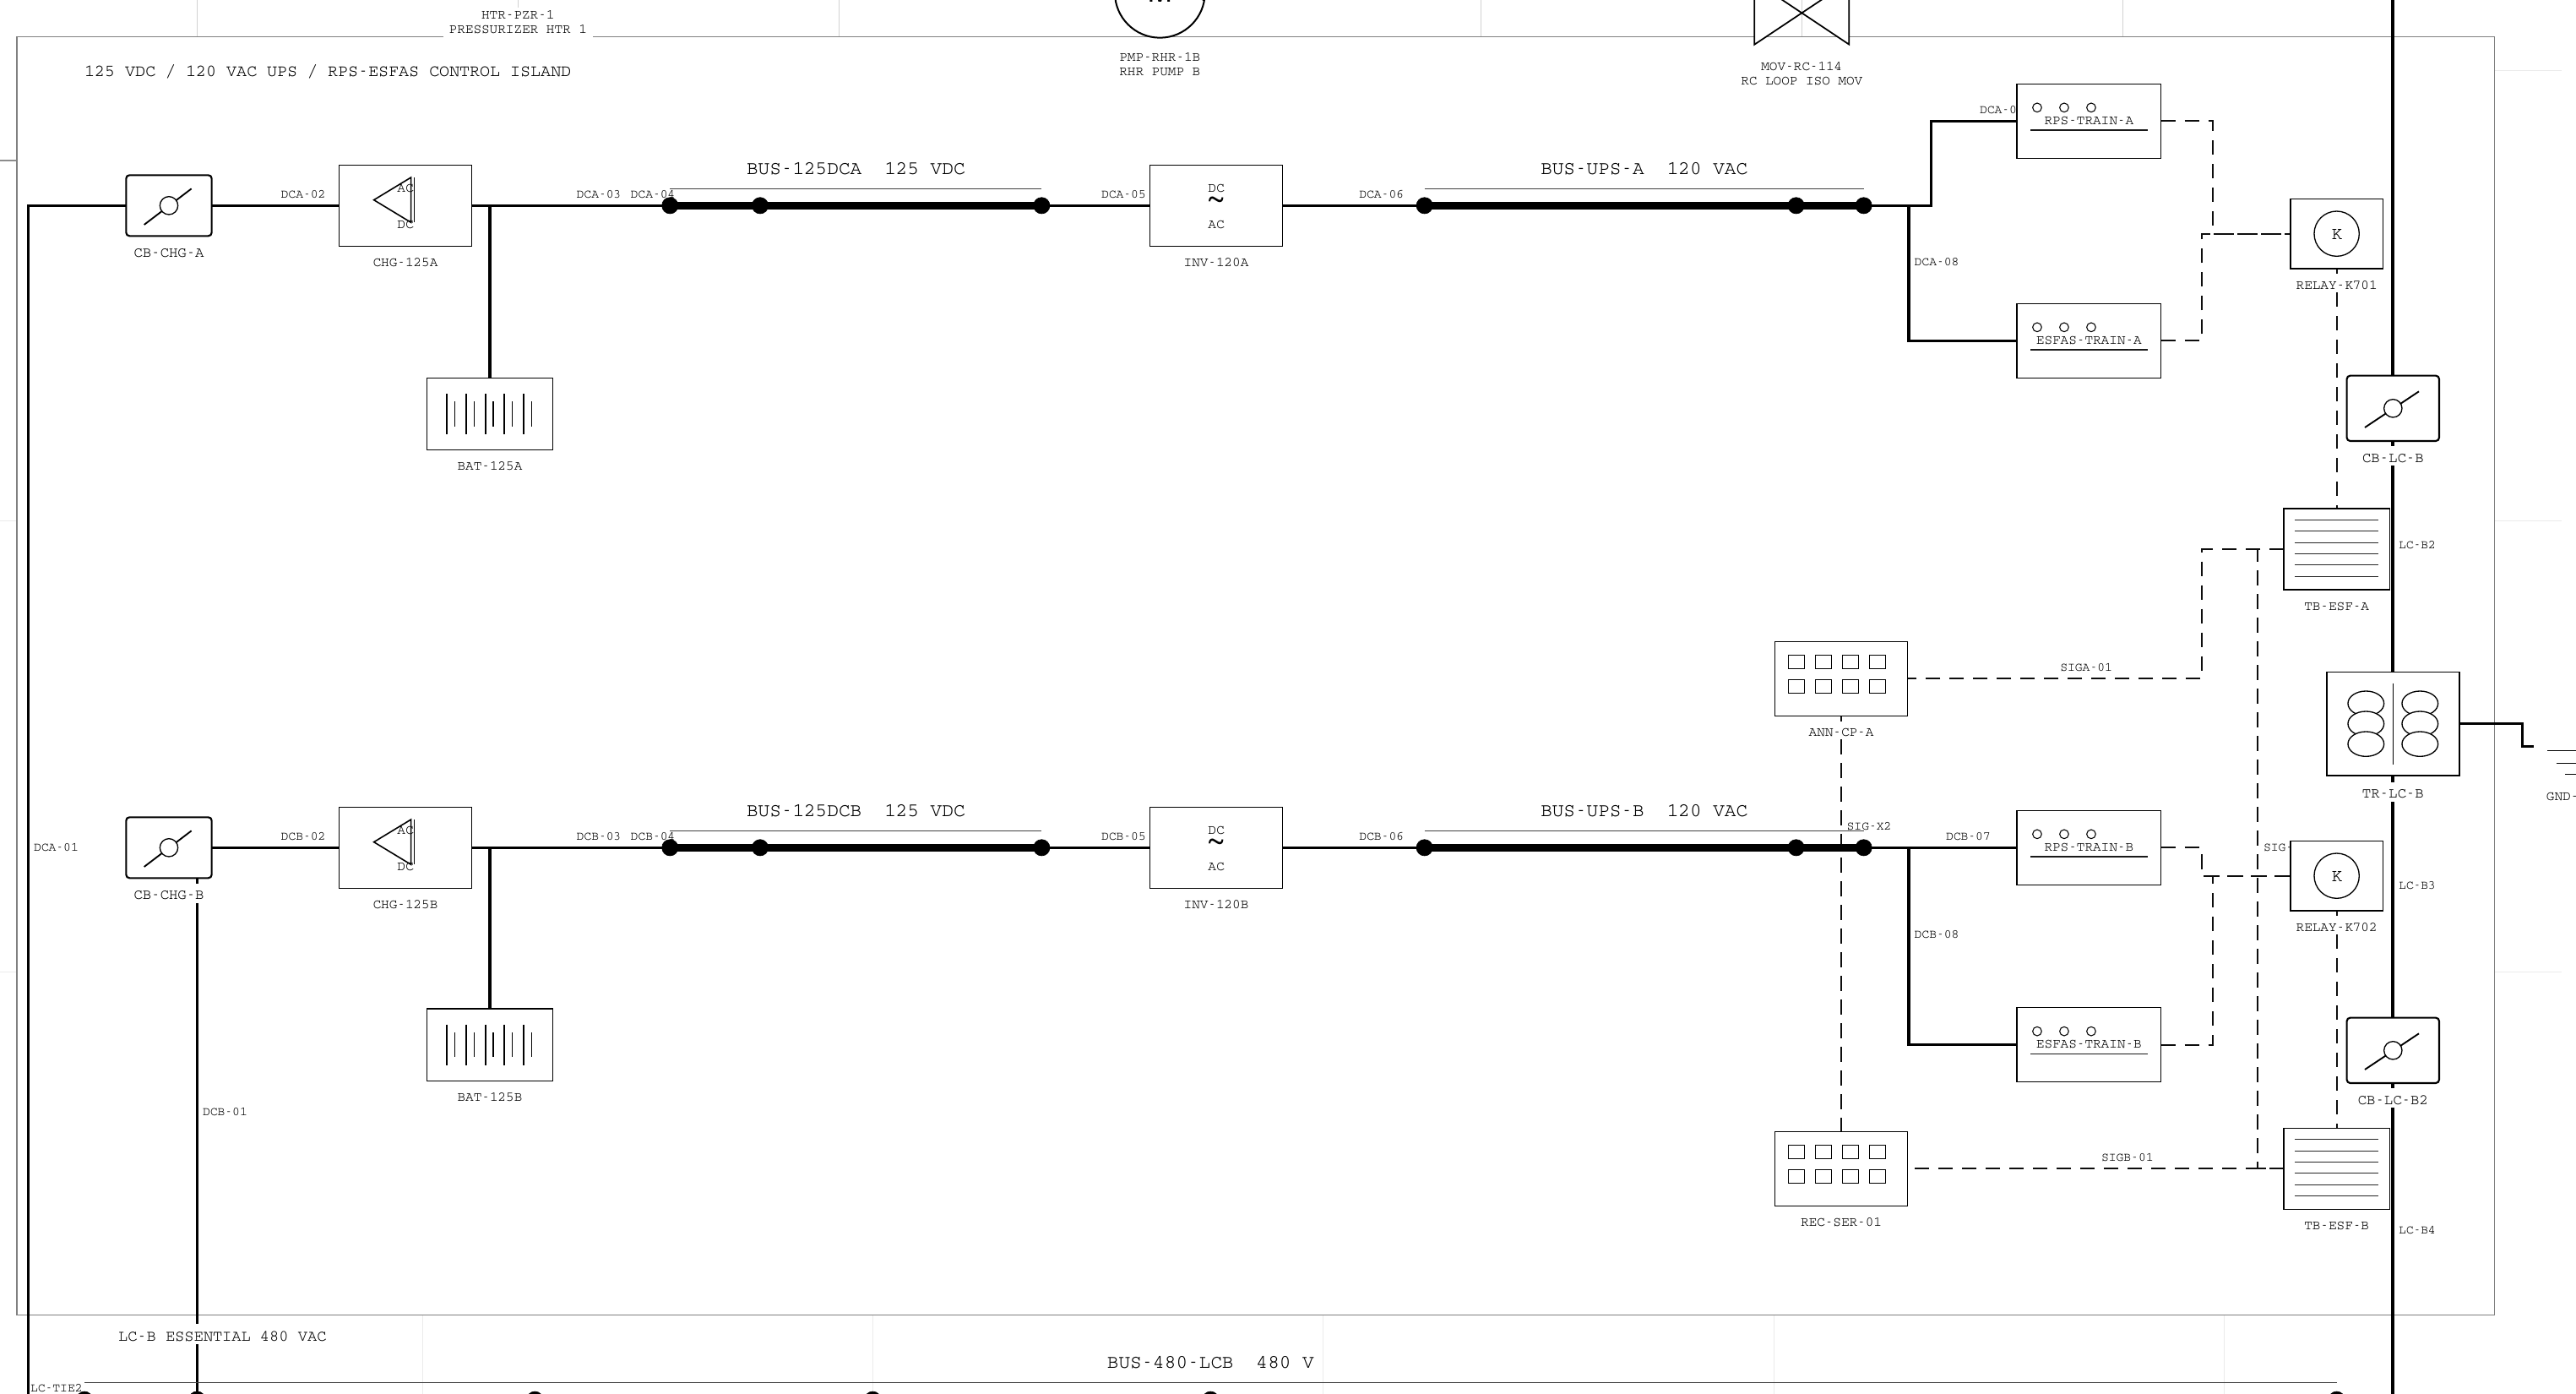 HTR-PZR-1
PRESSURIZER HTR 1
PMP-RHR-1B
RHR PUMP B
MOV-RC-114
RC LOOP ISO MOV
125 VDC / 120 VAC UPS / RPS-ESFAS CONTROL ISLAND
DCA-0
RPS-TRAIN-A
BUS-125DCA 125 VDC
BUS-UPS-A 120 VAC
DCA-02
AC
DC
DCA-03
DCA-04
DCA-05
DC
~
AC
DCA-06
K
CB-CHG-A
CHG-125A
INV-120A
DCA-08
RELAY-K701
ESFAS-TRAIN-A
BAT-125A
CB-LC-B
LC-B2
TB-ESF-A
SIGA-01
ANN-CP-A
TR-LC-B
GND-
BUS-125DCB 125 VDC
BUS-UPS-B 120 VAC
SIG-X2
DCA-01
DCB-02
AC
DC
DCB-03
DCB-04
DCB-05
DC
~
AC
DCB-06
DCB-07
RPS-TRAIN-B
SIG-
K
LC-B3
CB-CHG-B
CHG-125B
INV-120B
RELAY-K702
DCB-08
ESFAS-TRAIN-B
BAT-125B
CB-LC-B2
DCB-01
SIGB-01
REC-SER-01
TB-ESF-B
LC-B4
LC-B ESSENTIAL 480 VAC
BUS-480-LCB 480 V
LC-TIE2